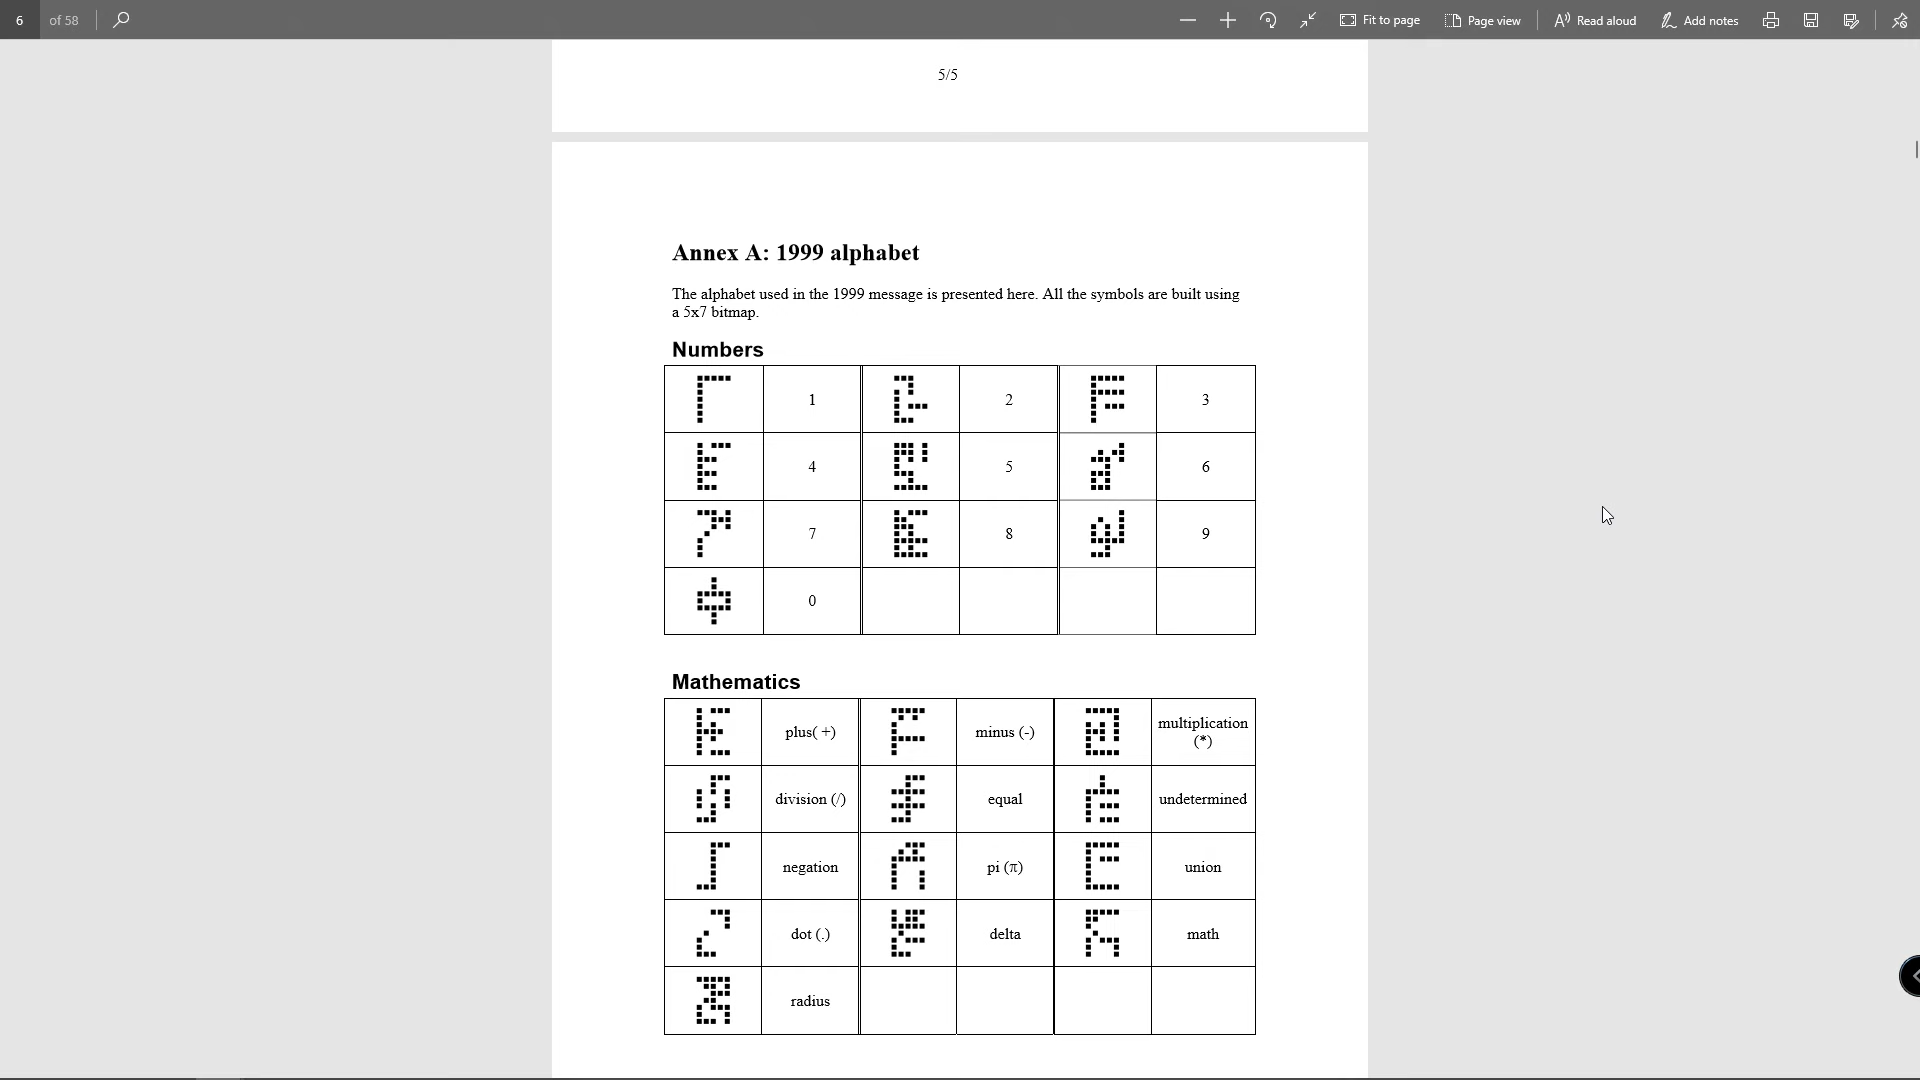 6 of 58 Fit to page Page view Read aloud Add notes
5/5
Annex A: 1999 alphabet
The alphabet used in the 1999 message is presented here. All the symbols are built using
a 5x7 bitmap.
Numbers
1 2 3
4 5 6
7 8 9
0
Mathematics
plus( +) minus (-) multiplication
(*)
division (/) equal undetermined
negation pi (π) union
dot (.) delta math
radius